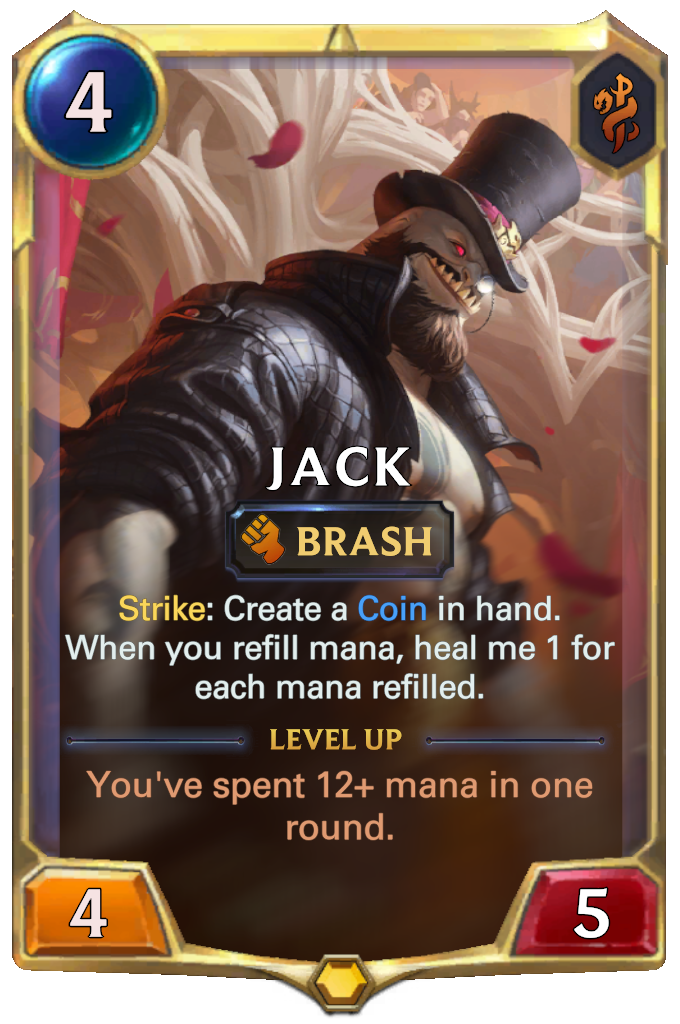 4
JACK
BRASH
Strike: Create a Coin in hand.
When you refill mana, heal me 1 for
each mana refilled.
LEVEL UP
You've spent 12+ mana in one
round.
4
5